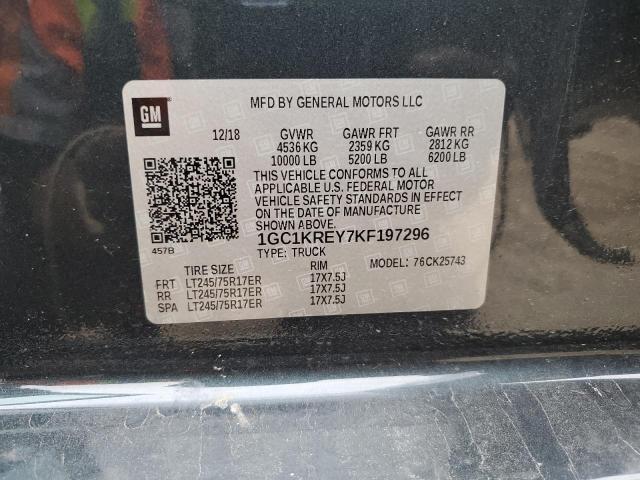 GM
MFD BY GENERAL MOTORS LLC
12/18 GVWR GAWR FRT GAWR RR
4536 KG 2359 KG 2812 KG
10000 LB 5200 LB 6200 LB
THIS VEHICLE CONFORMS TO ALL
APPLICABLE U.S. FEDERAL MOTOR
VEHICLE SAFETY STANDARDS IN EFFECT
ON THE DATE OF MANUFACTURE
SHOWN ABOVE.
457B
1GC1KREY7KF197296
TYPE: TRUCK
TIRE SIZE RIM MODEL: 76CK25743
FRT LT245/75R17ER 17X7.5J
RR LT245/75R17ER 17X7.5J
SPA LT245/75R17ER 17X7.5J